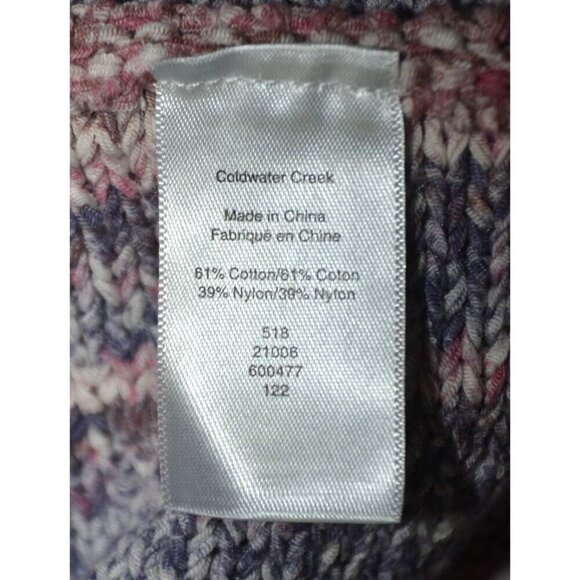 Coldwater Creek
Made in China
Fabriqué en Chine
61% Cotton/61% Coton
39% Nylon/39% Nylon
518
21006
600477
122